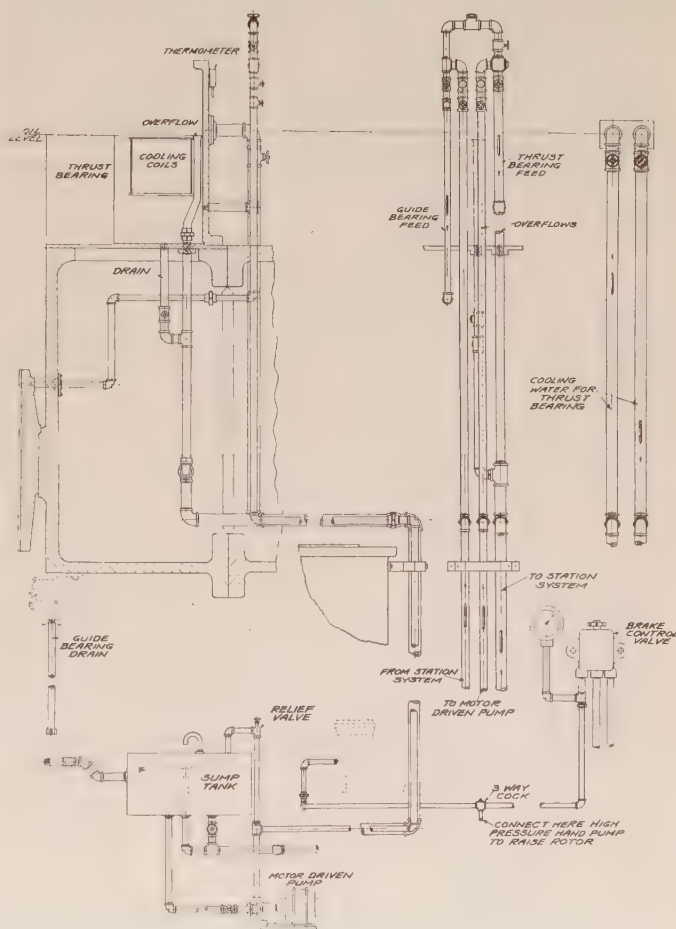 THERMOMETER
OVERFLOW
OIL
LEVEL
THRUST
BEARING
COOLING
COILS
DRAIN
GUIDE
BEARING
FEED
THRUST
BEARING
FEED
OVERFLOWS
COOLING
WATER FOR
THRUST
BEARING
TO STATION
SYSTEM
BRAKE
CONTROL
VALVE
GUIDE
BEARING
DRAIN
FROM STATION
SYSTEM
TO MOTOR
DRIVEN PUMP
RELIEF
VALVE
SUMP
TANK
3 WAY
COCK
CONNECT HERE HIGH
PRESSURE HAND PUMP
TO RAISE ROTOR
MOTOR DRIVEN
PUMP